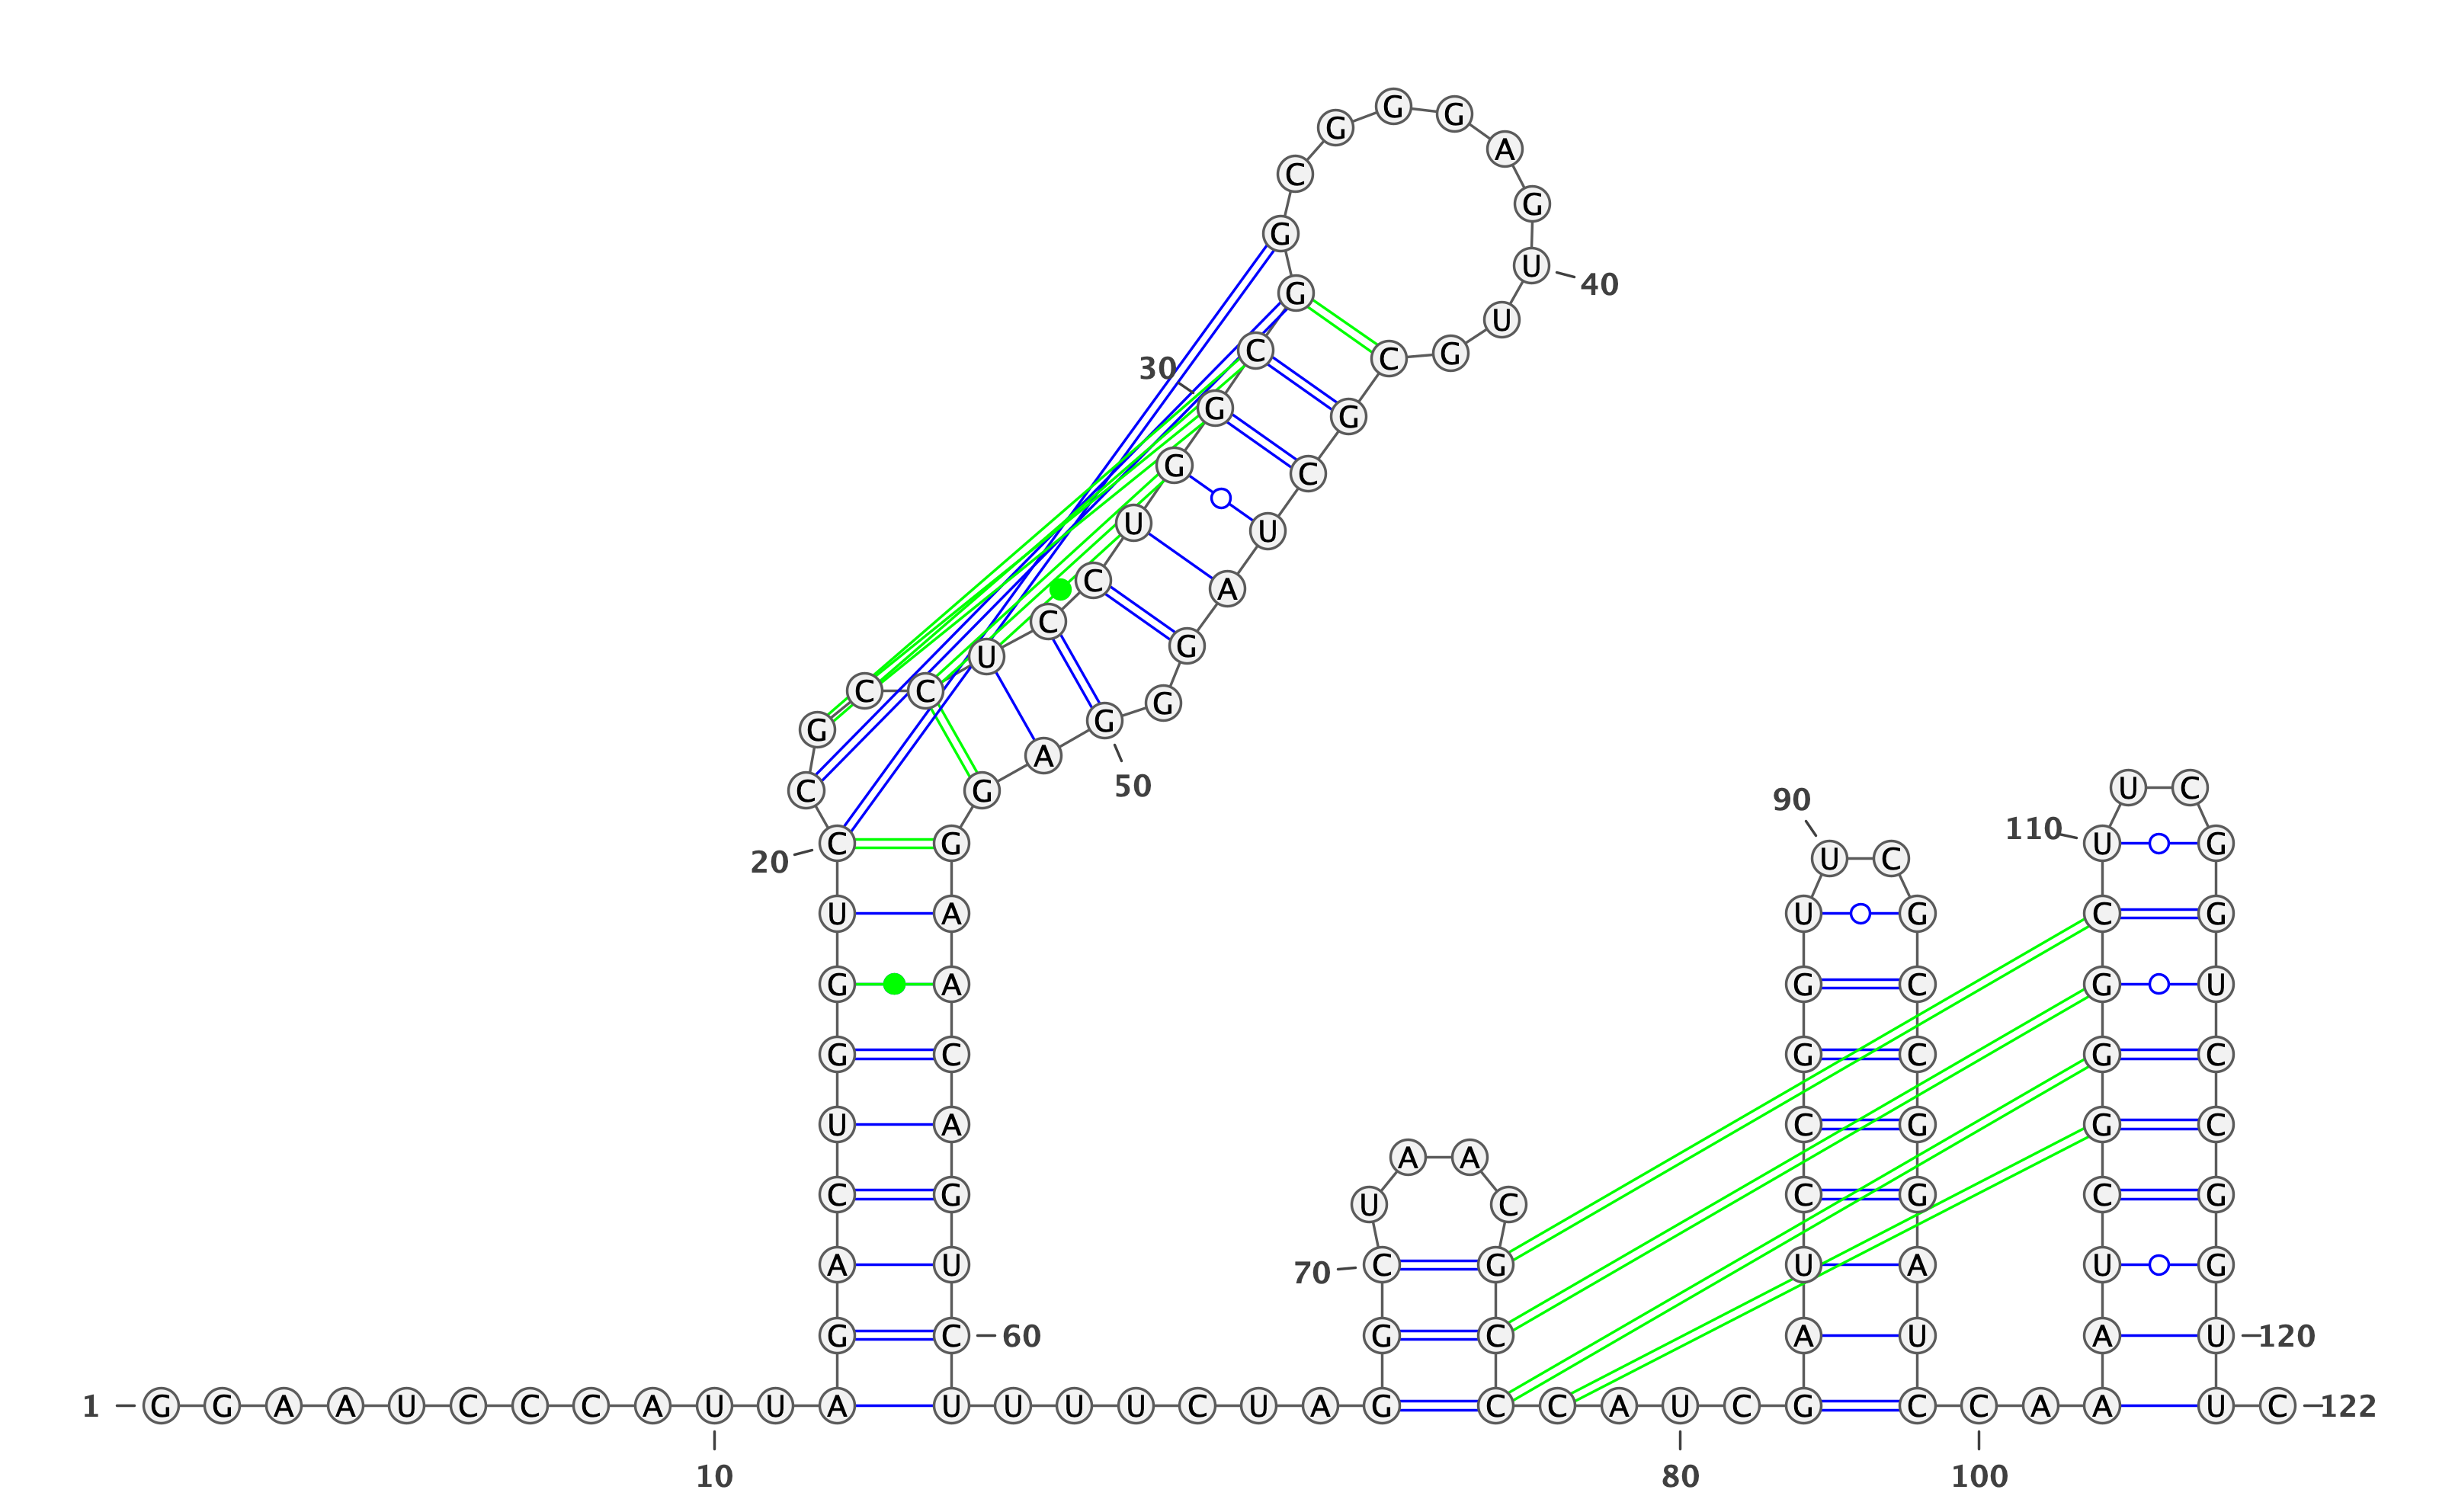 G G
G
A
C
G
G
U
40
G
U
C G C
30
G G
G C
U U
C A
C G
U
C C G
G G
A
50
U C
C G
90
110
C G U G
U C
20
U A U G C G
G A G C G U
G C G C G C
U A C G G C
A A
C G C G C G
U C
A U C G U A U G
70
G C 60 G C A U A U 120
1 G G A A U C C C A U U A U U U U C U A G C C A U C G C C A A U C 122
10 80 100